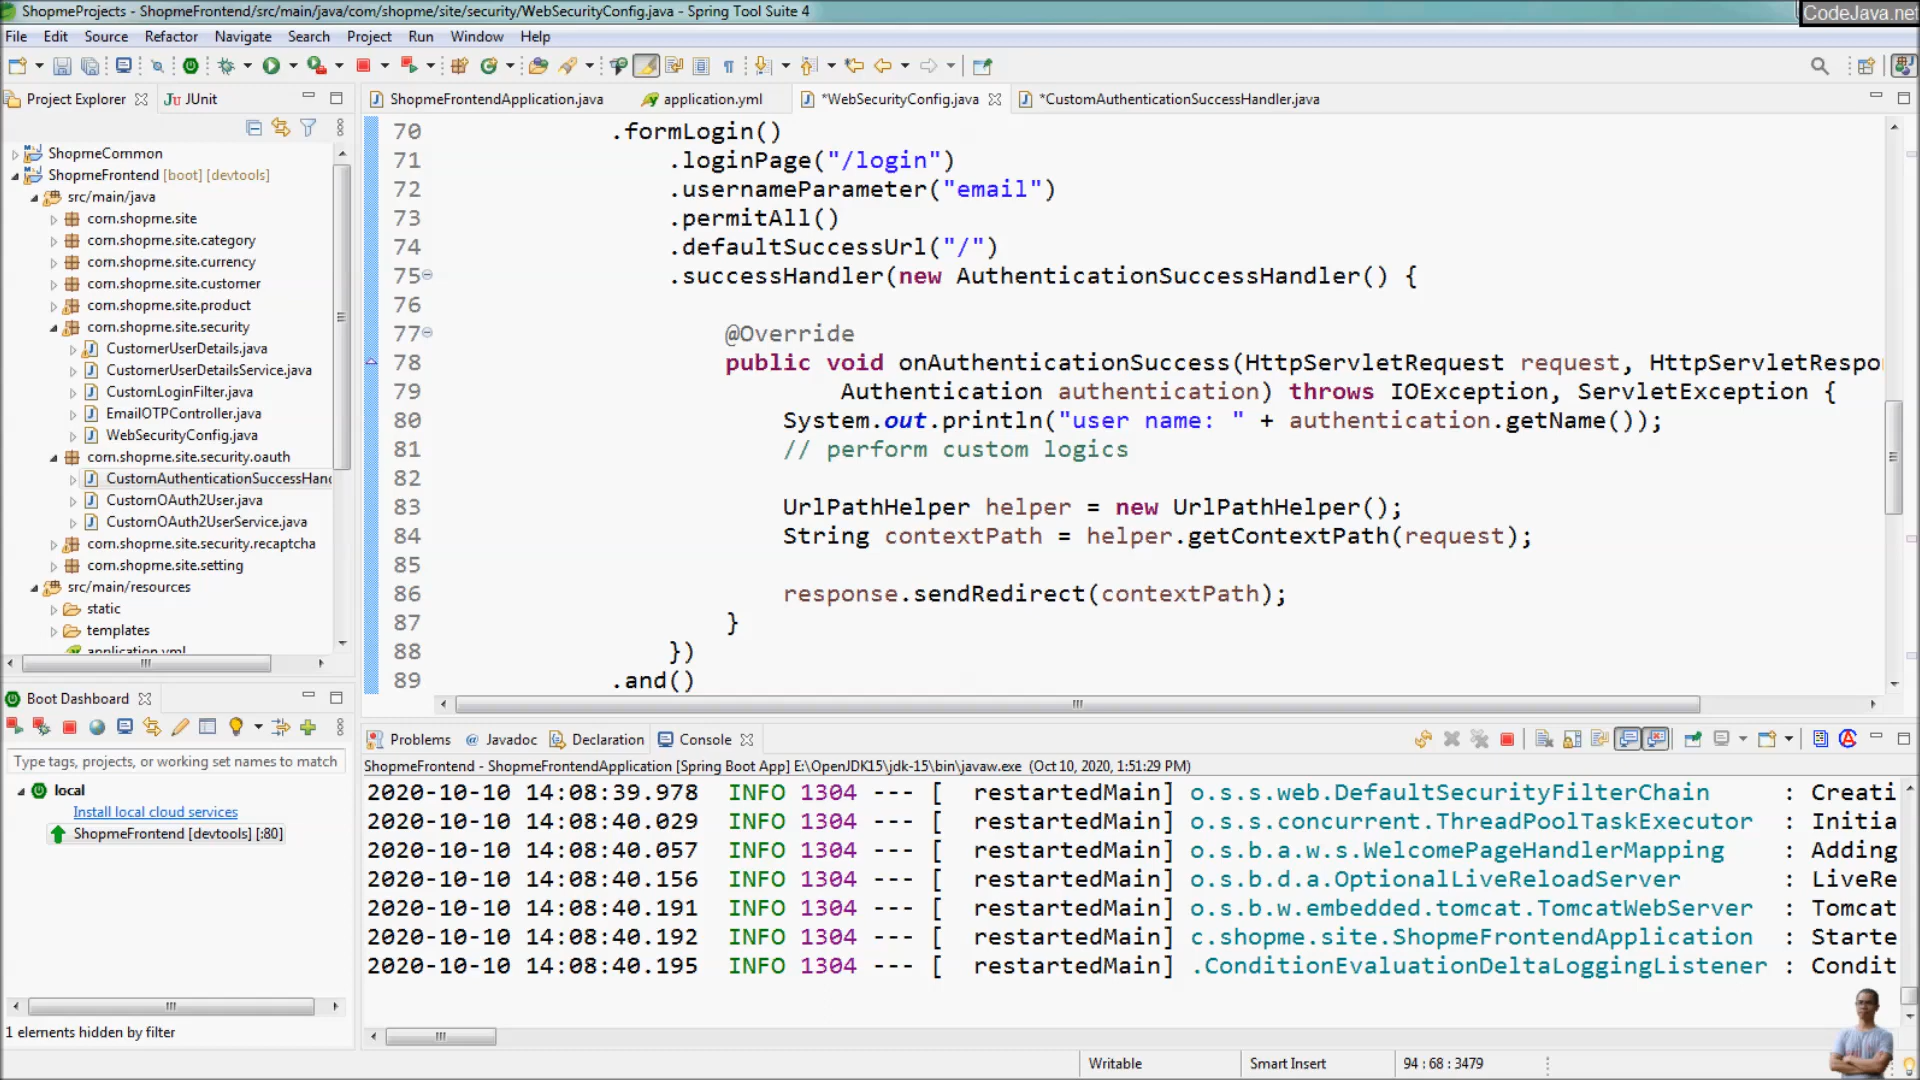 ShopmeProjects - ShopmeFrontend/src/main/java/com/shopme/site/security/WebSecurityConfig.java - Spring Tool Suite 4
CodeJava.net
File Edit Source Refactor Navigate Search Project Run Window Help
Project Explorer JUnit
ShopmeFrontendApplication.java application.yml *WebSecurityConfig.java *CustomAuthenticationSuccessHandler.java
ShopmeCommon
ShopmeFrontend [boot] [devtools]
src/main/java
com.shopme.site
com.shopme.site.category
com.shopme.site.currency
com.shopme.site.customer
com.shopme.site.product
com.shopme.site.security
CustomerUserDetails.java
CustomerUserDetailsService.java
CustomLoginFilter.java
EmailOTPController.java
WebSecurityConfig.java
com.shopme.site.security.oauth
CustomAuthenticationSuccessHand
CustomOAuth2User.java
CustomOAuth2UserService.java
com.shopme.site.security.recaptcha
com.shopme.site.setting
src/main/resources
static
templates
application.yml
70 .formLogin()
71 .loginPage("/login")
72 .usernameParameter("email")
73 .permitAll()
74 .defaultSuccessUrl("/")
75 .successHandler(new AuthenticationSuccessHandler() {
76
77 @Override
78 public void onAuthenticationSuccess(HttpServletRequest request, HttpServletRespo
79 Authentication authentication) throws IOException, ServletException {
80 System.out.println("user name: " + authentication.getName());
81 // perform custom logics
82
83 UrlPathHelper helper = new UrlPathHelper();
84 String contextPath = helper.getContextPath(request);
85
86 response.sendRedirect(contextPath);
87 }
88 })
89 .and()
Boot Dashboard
Type tags, projects, or working set names to match
local
Install local cloud services
ShopmeFrontend [devtools] [:80]
1 elements hidden by filter
Problems @ Javadoc Declaration Console
ShopmeFrontend - ShopmeFrontendApplication [Spring Boot App] E:\OpenJDK15\jdk-15\bin\javaw.exe (Oct 10, 2020, 1:51:29 PM)
2020-10-10 14:08:39.978 INFO 1304 --- [ restartedMain] o.s.s.web.DefaultSecurityFilterChain : Creati
2020-10-10 14:08:40.029 INFO 1304 --- [ restartedMain] o.s.s.concurrent.ThreadPoolTaskExecutor : Initia
2020-10-10 14:08:40.057 INFO 1304 --- [ restartedMain] o.s.b.a.w.s.WelcomePageHandlerMapping : Adding
2020-10-10 14:08:40.156 INFO 1304 --- [ restartedMain] o.s.b.d.a.OptionalLiveReloadServer : LiveRe
2020-10-10 14:08:40.191 INFO 1304 --- [ restartedMain] o.s.b.w.embedded.tomcat.TomcatWebServer : Tomcat
2020-10-10 14:08:40.192 INFO 1304 --- [ restartedMain] c.shopme.site.ShopmeFrontendApplication : Starte
2020-10-10 14:08:40.195 INFO 1304 --- [ restartedMain] .ConditionEvaluationDeltaLoggingListener : Condit
Writable Smart Insert 94 : 68 : 3479